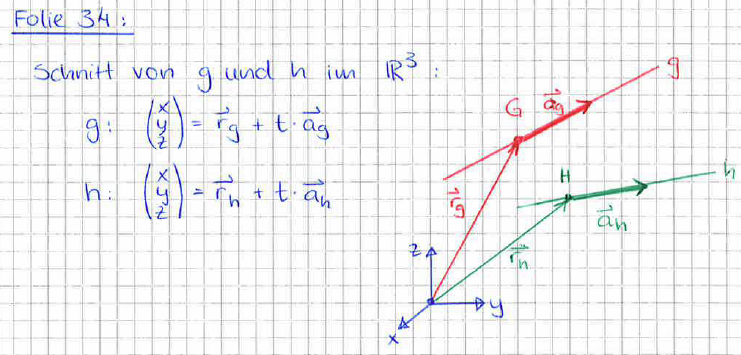 Folie 34:
Schnitt von g und h im ℝ³:
g: (x y z) = r⃗g + t · a⃗g
h: (x y z) = r⃗h + t · a⃗h
g
G a⃗g
H h
r⃗g
a⃗h
z r⃗h
y
x